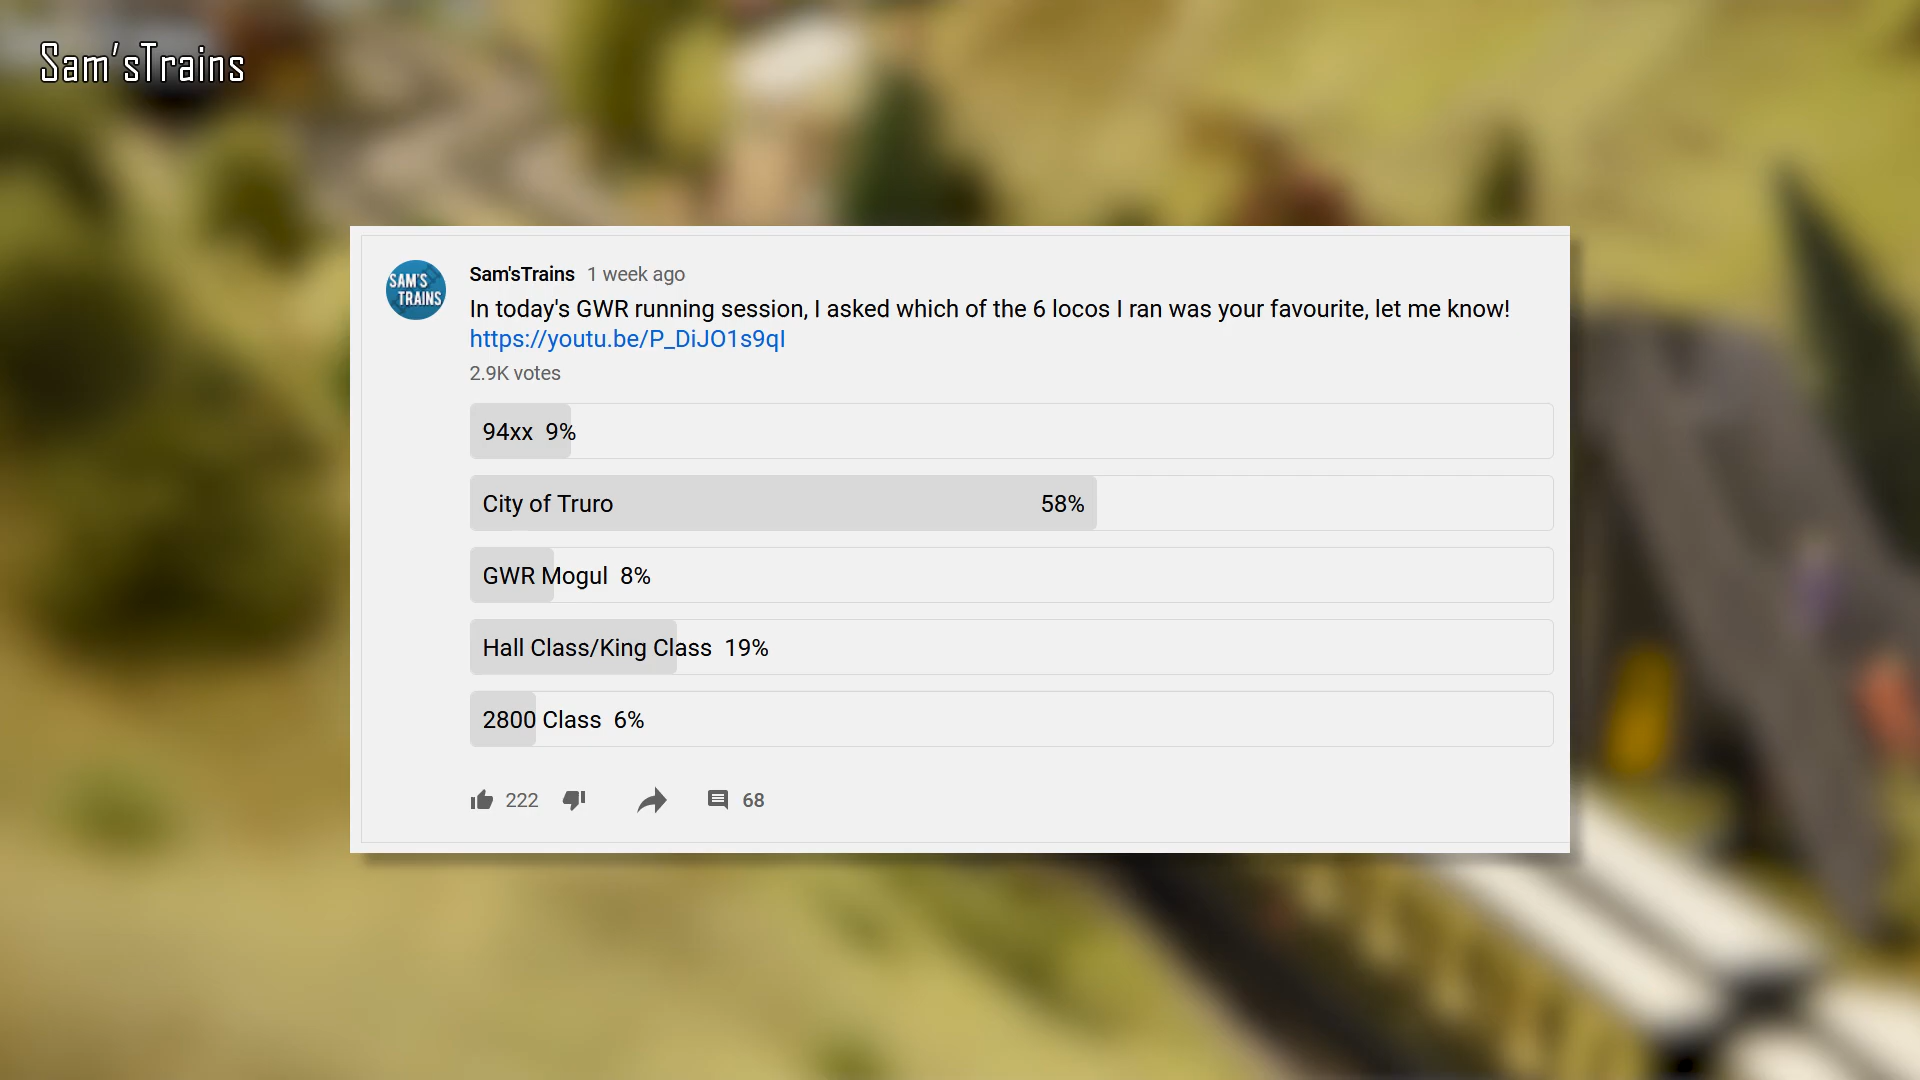 Sam'sTrains
SAM'S
TRAINS
Sam'sTrains 1 week ago
In today's GWR running session, I asked which of the 6 locos I ran was your favourite, let me know!
https://youtu.be/P_DiJO1s9qI
2.9K votes
94xx 9%
City of Truro 58%
GWR Mogul 8%
Hall Class/King Class 19%
2800 Class 6%
222 68